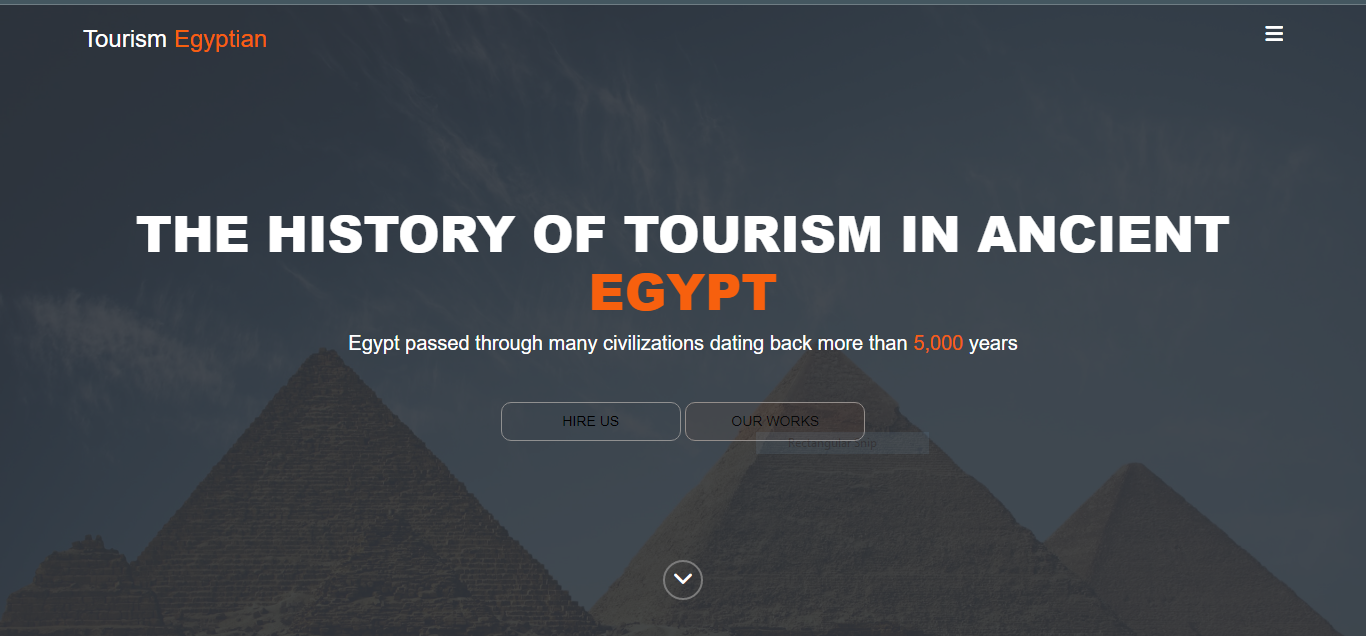 Tourism Egyptian
THE HISTORY OF TOURISM IN ANCIENT
EGYPT
Egypt passed through many civilizations dating back more than 5,000 years
HIRE US
OUR WORKS
Rectangular Snip